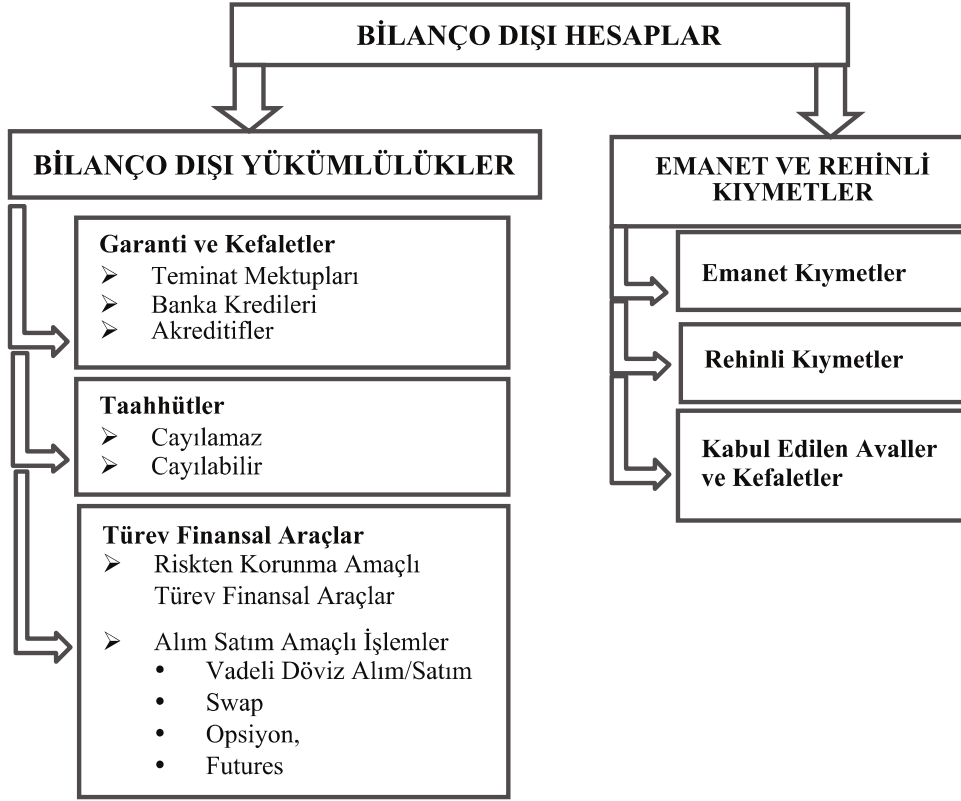 BİLANÇO DIŞI HESAPLAR
BİLANÇO DIŞI YÜKÜMLÜLÜKLER
Garanti ve Kefaletler
➢ Teminat Mektupları
➢ Banka Kredileri
➢ Akreditifler
Taahhütler
➢ Cayılamaz
➢ Cayılabilir
Türev Finansal Araçlar
➢ Riskten Korunma Amaçlı
Türev Finansal Araçlar
➢ Alım Satım Amaçlı İşlemler
• Vadeli Döviz Alım/Satım
• Swap
• Opsiyon,
• Futures
EMANET VE REHİNLİ
KIYMETLER
Emanet Kıymetler
Rehinli Kıymetler
Kabul Edilen Avaller
ve Kefaletler